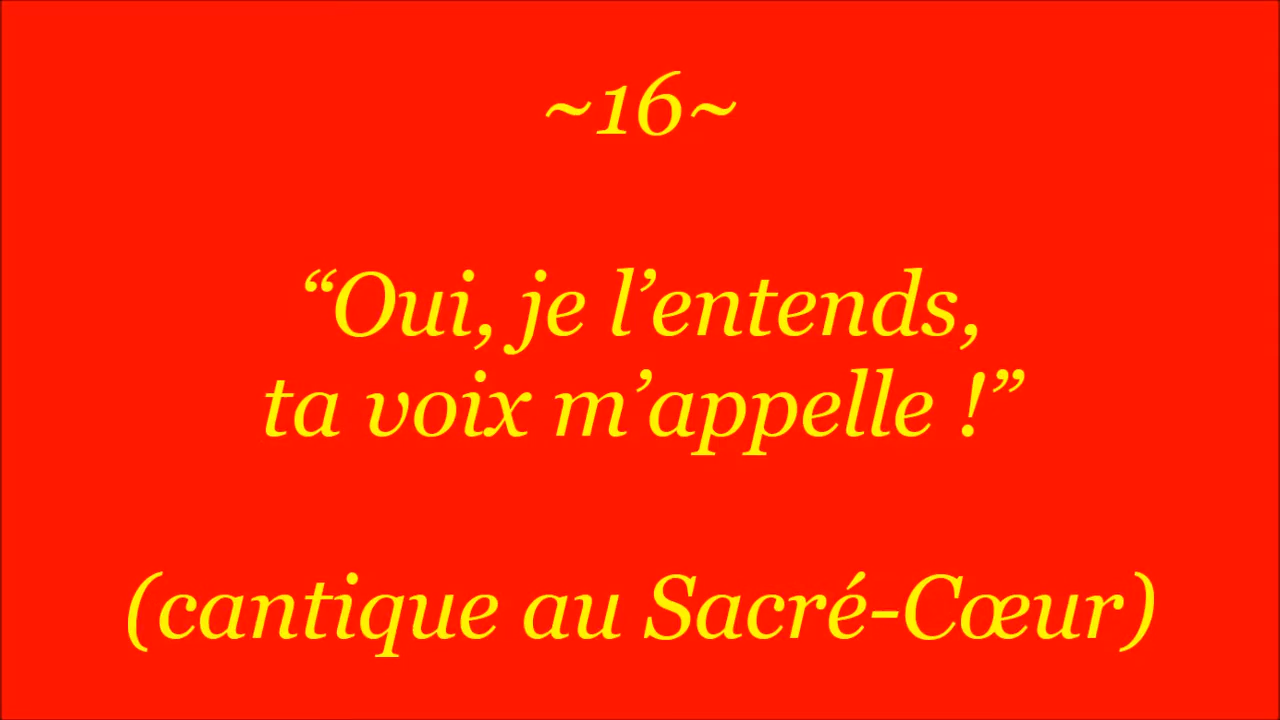 ~16~
“Oui, je l’entends,
ta voix m’appelle !”
(cantique au Sacré-Cœur)